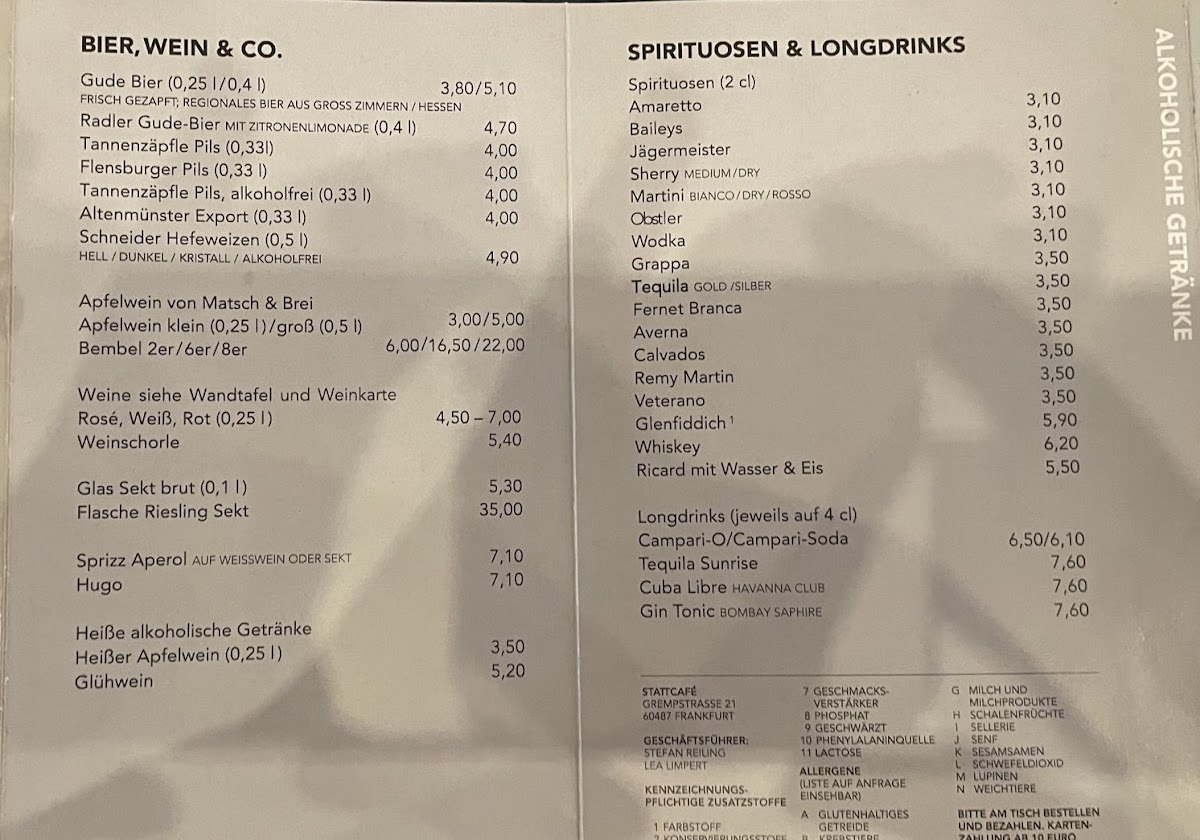 BIER, WEIN & CO.
Gude Bier (0,25 l/0,4 l) 3,80/5,10
FRISCH GEZAPFT, REGIONALES BIER AUS GROSS ZIMMERN / HESSEN
Radler Gude-Bier MIT ZITRONENLIMONADE (0,4 l) 4,70
Tannenzäpfle Pils (0,33l) 4,00
Flensburger Pils (0,33 l) 4,00
Tannenzäpfle Pils, alkoholfrei (0,33 l) 4,00
Altenmünster Export (0,33 l) 4,00
Schneider Hefeweizen (0,5 l)
HELL / DUNKEL / KRISTALL / ALKOHOLFREI 4,90
Apfelwein von Matsch & Brei
Apfelwein klein (0,25 l)/groß (0,5 l) 3,00/5,00
Bembel 2er/6er/8er 6,00/16,50/22,00
Weine siehe Wandtafel und Weinkarte
Rosé, Weiß, Rot (0,25 l) 4,50 – 7,00
Weinschorle 5,40
Glas Sekt brut (0,1 l) 5,30
Flasche Riesling Sekt 35,00
Sprizz Aperol AUF WEISSWEIN ODER SEKT 7,10
Hugo 7,10
Heiße alkoholische Getränke
Heißer Apfelwein (0,25 l) 3,50
Glühwein 5,20
SPIRITUOSEN & LONGDRINKS
Spirituosen (2 cl)
Amaretto 3,10
Baileys 3,10
Jägermeister 3,10
Sherry MEDIUM/DRY 3,10
Martini BIANCO/DRY/ROSSO 3,10
Obstler 3,10
Wodka 3,10
Grappa 3,50
Tequila GOLD /SILBER 3,50
Fernet Branca 3,50
Averna 3,50
Calvados 3,50
Remy Martin 3,50
Veterano 3,50
Glenfiddich ¹ 5,90
Whiskey 6,20
Ricard mit Wasser & Eis 5,50
Longdrinks (jeweils auf 4 cl)
Campari-O/Campari-Soda 6,50/6,10
Tequila Sunrise 7,60
Cuba Libre HAVANNA CLUB 7,60
Gin Tonic BOMBAY SAPHIRE 7,60
STATTCAFÉ
GREMPSTRASSE 21
60487 FRANKFURT
GESCHÄFTSFÜHRER:
STEFAN REILING
LEA LIMPERT
KENNZEICHNUNGS-
PFLICHTIGE ZUSATZSTOFFE
1 FARBSTOFF
2 KONSERVIERUNGSSTOFF
7 GESCHMACKS-
VERSTÄRKER
8 PHOSPHAT
9 GESCHWÄRZT
10 PHENYLALANINQUELLE
11 LACTOSE
ALLERGENE
(LISTE AUF ANFRAGE
EINSEHBAR)
A GLUTENHALTIGES
GETREIDE
B KREBSTIERE
G MILCH UND
MILCHPRODUKTE
H SCHALENFRÜCHTE
I SELLERIE
J SENF
K SESAMSAMEN
L SCHWEFELDIOXID
M LUPINEN
N WEICHTIERE
BITTE AM TISCH BESTELLEN
UND BEZAHLEN. KARTEN-
ZAHLUNG AB 10 EURO
ALKOHOLISCHE GETRÄNKE